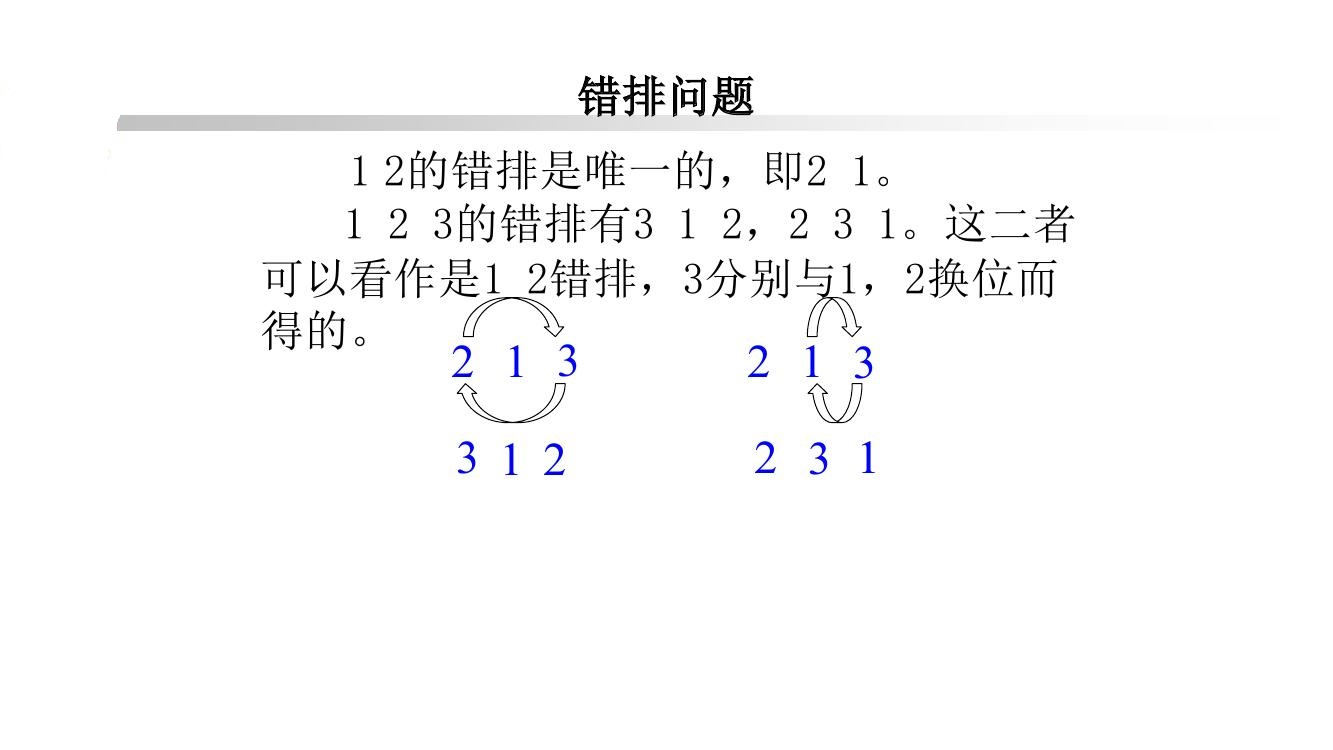 错排问题
1 2的错排是唯一的，即2 1。
1 2 3的错排有3 1 2，2 3 1。这二者
可以看作是1 2错排，3分别与1，2换位而
得的。
2 1 3
2 1 3
3 1 2
2 3 1